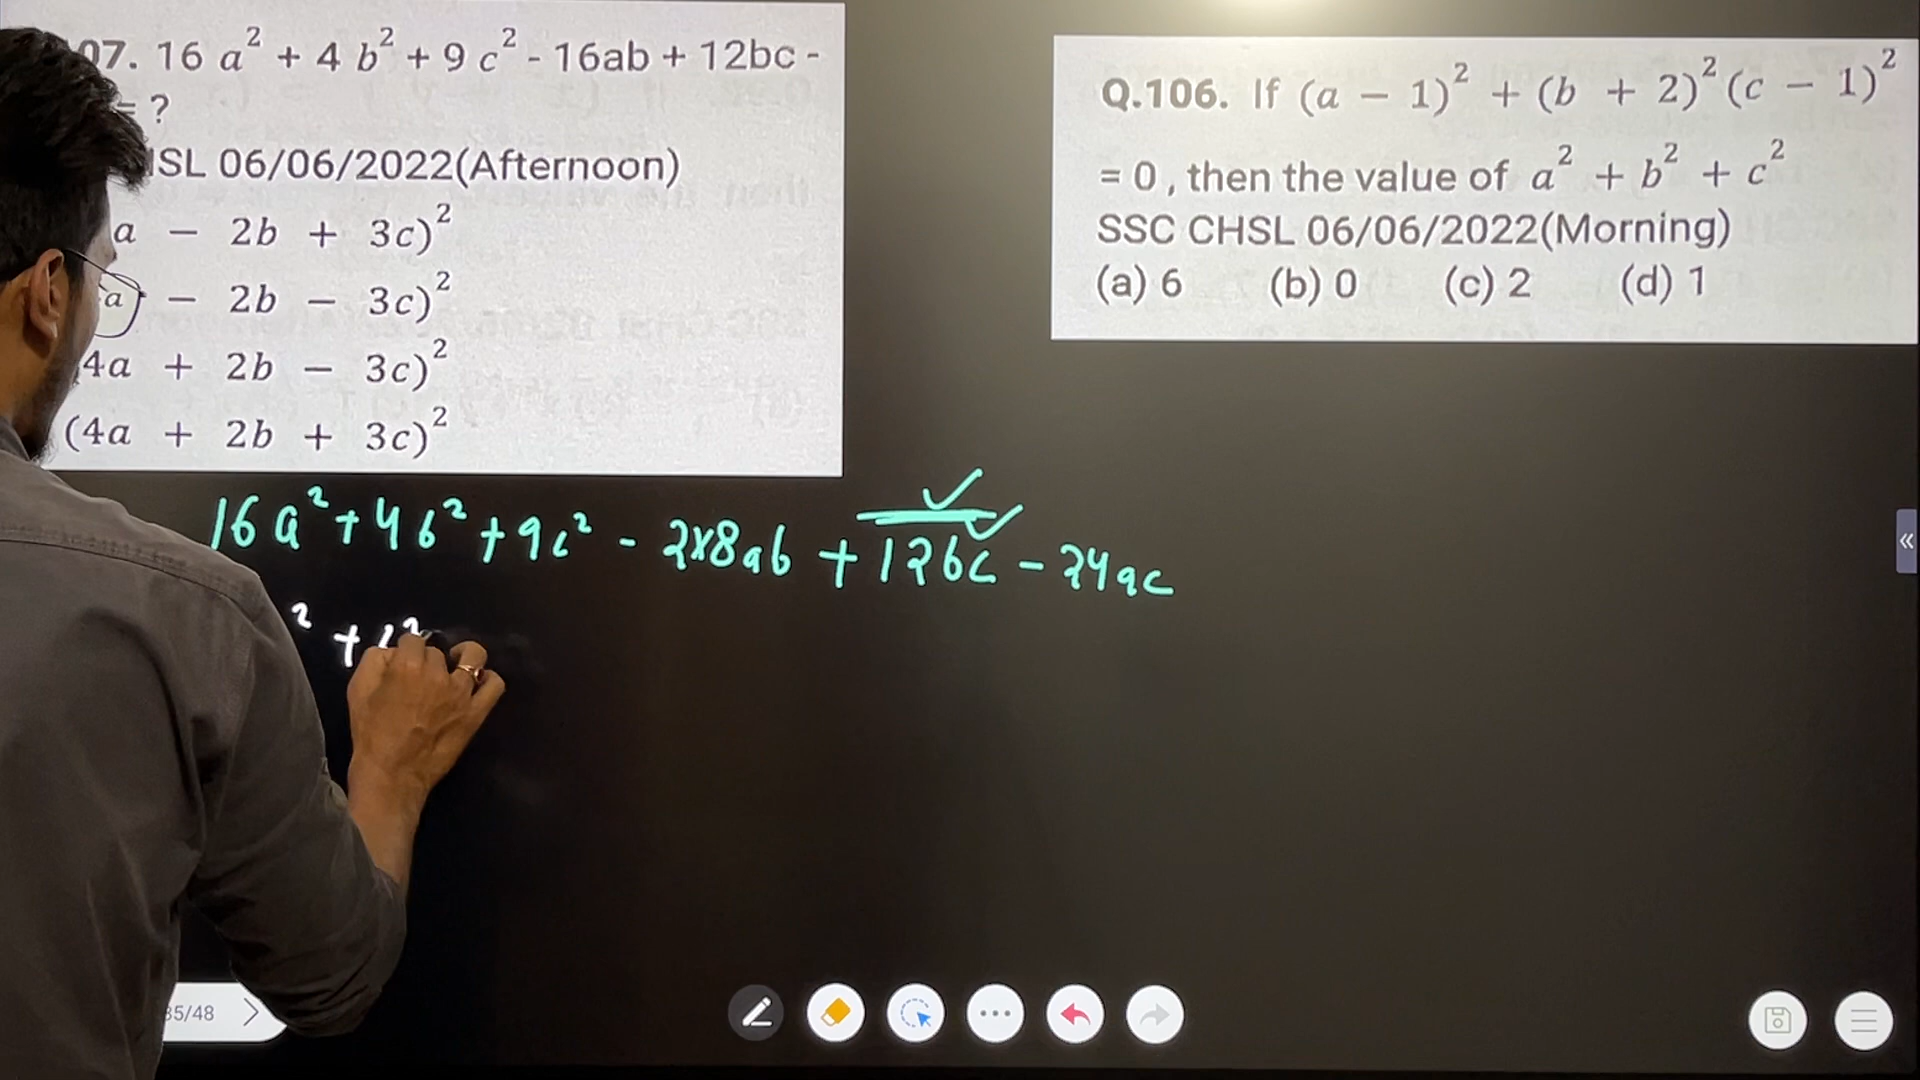 07. 16 a² + 4 b² + 9 c² - 16ab + 12bc -
= ?
SL 06/06/2022(Afternoon)
a − 2b + 3c)²
a − 2b − 3c)²
4a + 2b − 3c)²
(4a + 2b + 3c)²
Q.106. If (a − 1)² + (b + 2)² (c − 1)²
= 0 , then the value of a² + b² + c²
SSC CHSL 06/06/2022(Morning)
(a) 6 (b) 0 (c) 2 (d) 1
16a² + 4b² + 9c² - 2x8ab + 12bc - 24ac
² +
35/48